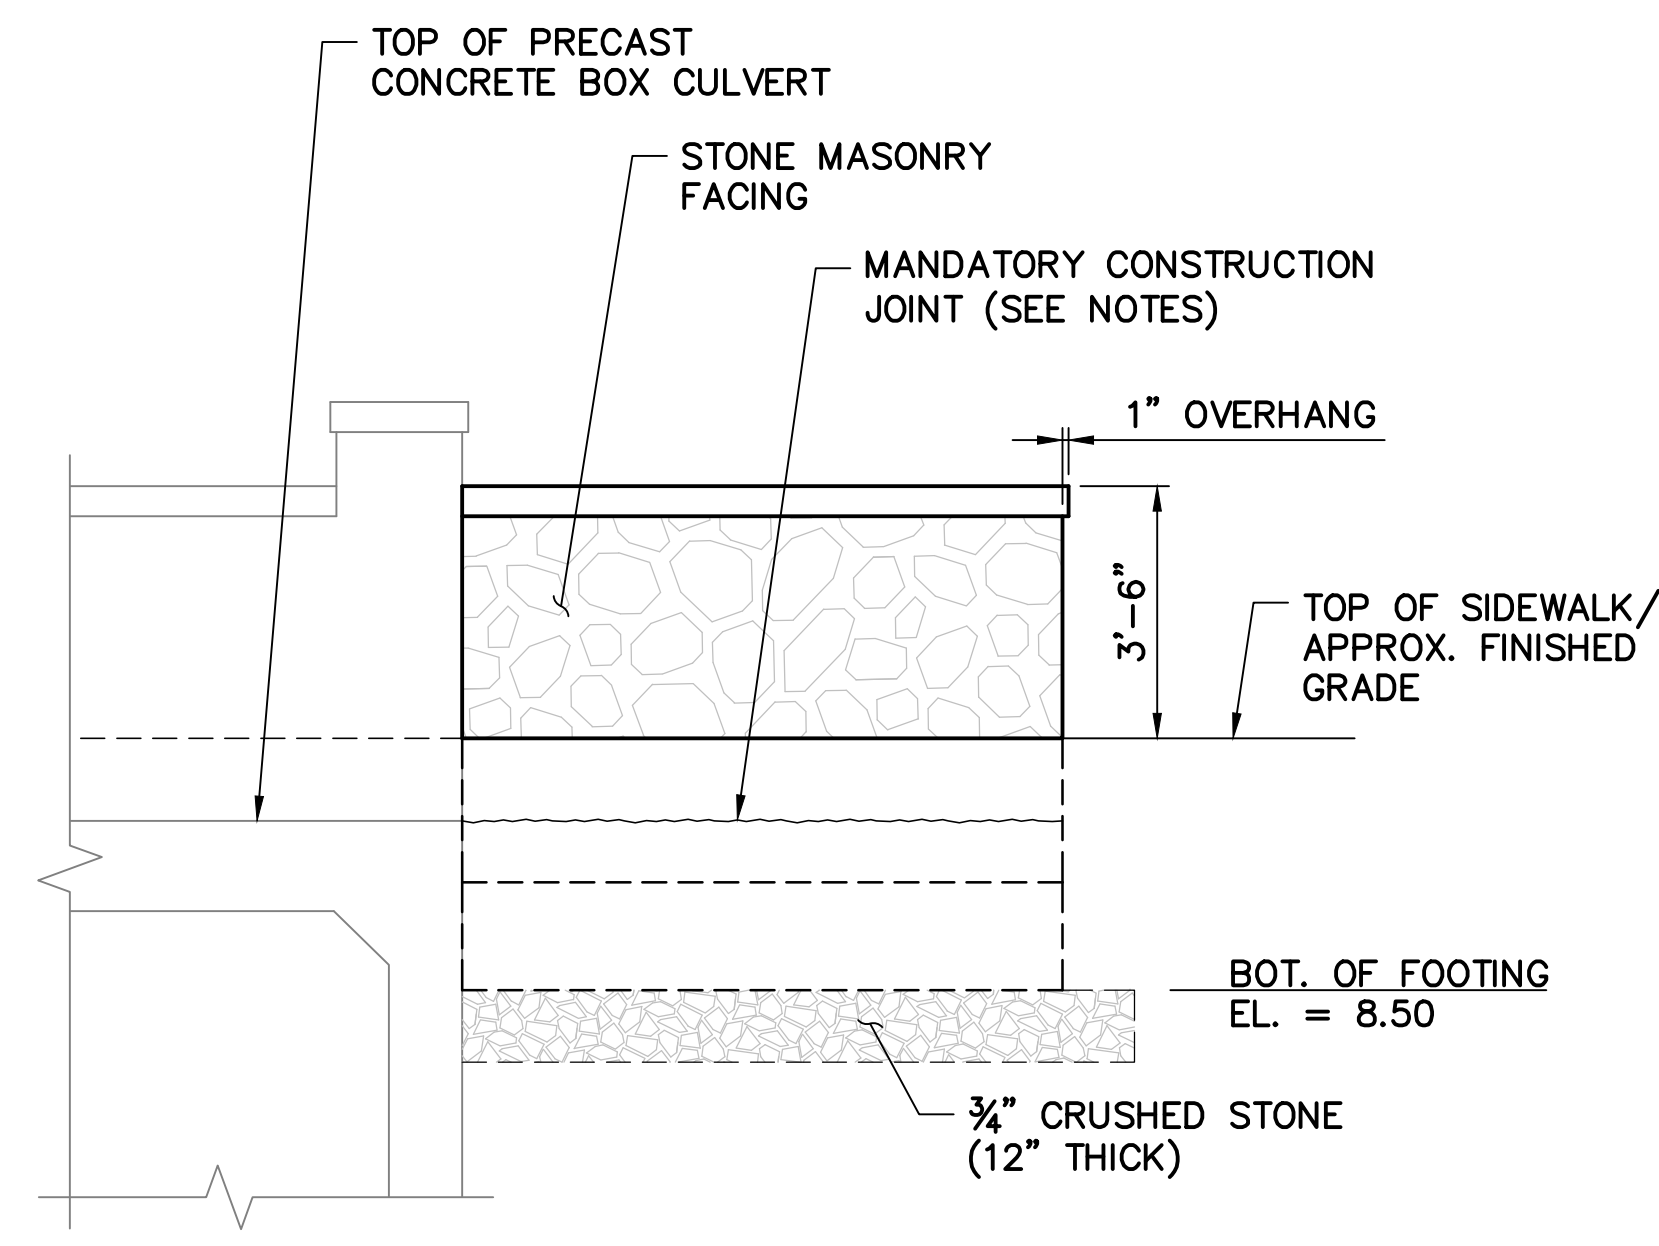 TOP OF PRECAST
CONCRETE BOX CULVERT
STONE MASONRY
FACING
MANDATORY CONSTRUCTION
JOINT (SEE NOTES)
1" OVERHANG
3'-6"
TOP OF SIDEWALK/
APPROX. FINISHED
GRADE
BOT. OF FOOTING
EL. = 8.50
¾" CRUSHED STONE
(12" THICK)